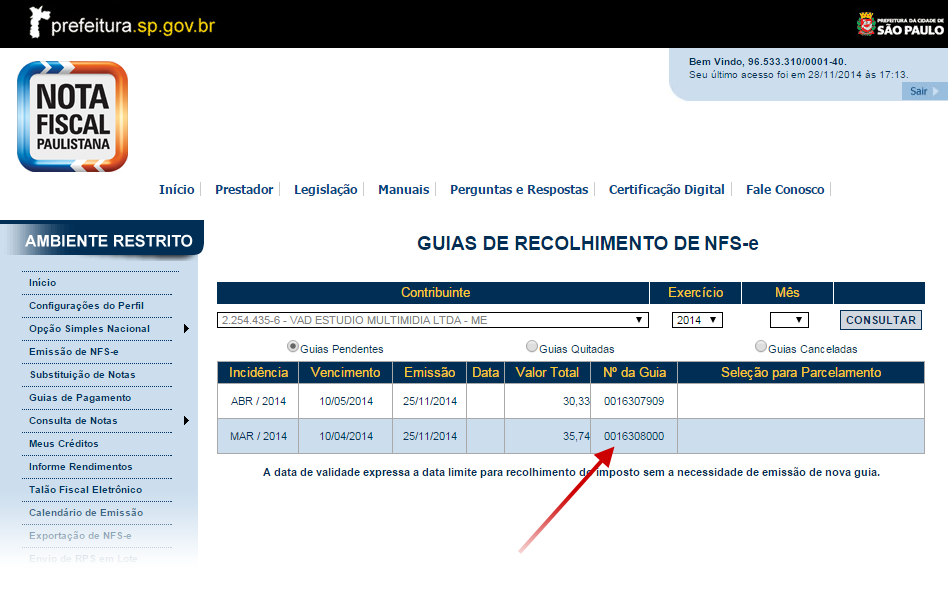 prefeitura.sp.gov.br
PREFEITURA DA CIDADE DE
SÃO PAULO
Bem Vindo, 96.533.310/0001-40.
Seu último acesso foi em 28/11/2014 às 17:13.
Sair
NOTA
FISCAL
PAULISTANA
Início Prestador Legislação Manuais Perguntas e Respostas Certificação Digital Fale Conosco
AMBIENTE RESTRITO
Início
Configurações do Perfil
Opção Simples Nacional
Emissão de NFS-e
Substituição de Notas
Guias de Pagamento
Consulta de Notas
Meus Créditos
Informe Rendimentos
Talão Fiscal Eletrônico
Calendário de Emissão
Exportação de NFS-e
Envio de RPS em Lote
GUIAS DE RECOLHIMENTO DE NFS-e
Contribuinte Exercício Mês
2.254.435-6 - VAD ESTUDIO MULTIMIDIA LTDA - ME 2014 CONSULTAR
Guias Pendentes Guias Quitadas Guias Canceladas
Incidência Vencimento Emissão Data Valor Total Nº da Guia Seleção para Parcelamento
ABR / 2014 10/05/2014 25/11/2014 30,33 0016307909
MAR / 2014 10/04/2014 25/11/2014 35,74 0016308000
A data de validade expressa a data limite para recolhimento do imposto sem a necessidade de emissão de nova guia.